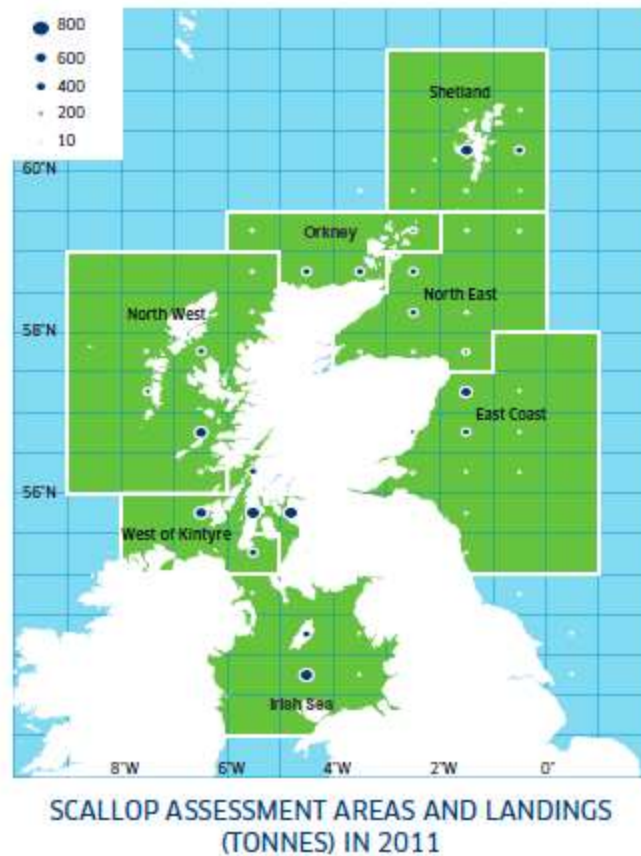 800
600
400
200
10
Shetland
60°N
Orkney
North East
North West
58°N
East Coast
56°N
West of Kintyre
Irish Sea
8°W 6°W 4°W 2°W 0°
SCALLOP ASSESSMENT AREAS AND LANDINGS
(TONNES) IN 2011